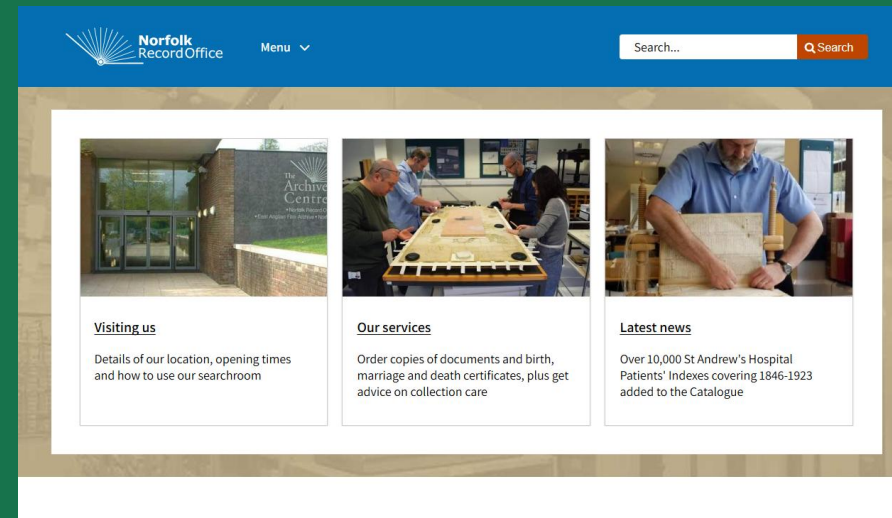 Norfolk
Record Office
Menu
Search...
Search
The
Archive
Centre
Visiting us
Details of our location, opening times
and how to use our searchroom
Our services
Order copies of documents and birth,
marriage and death certificates, plus get
advice on collection care
Latest news
Over 10,000 St Andrew's Hospital
Patients' Indexes covering 1846-1923
added to the Catalogue